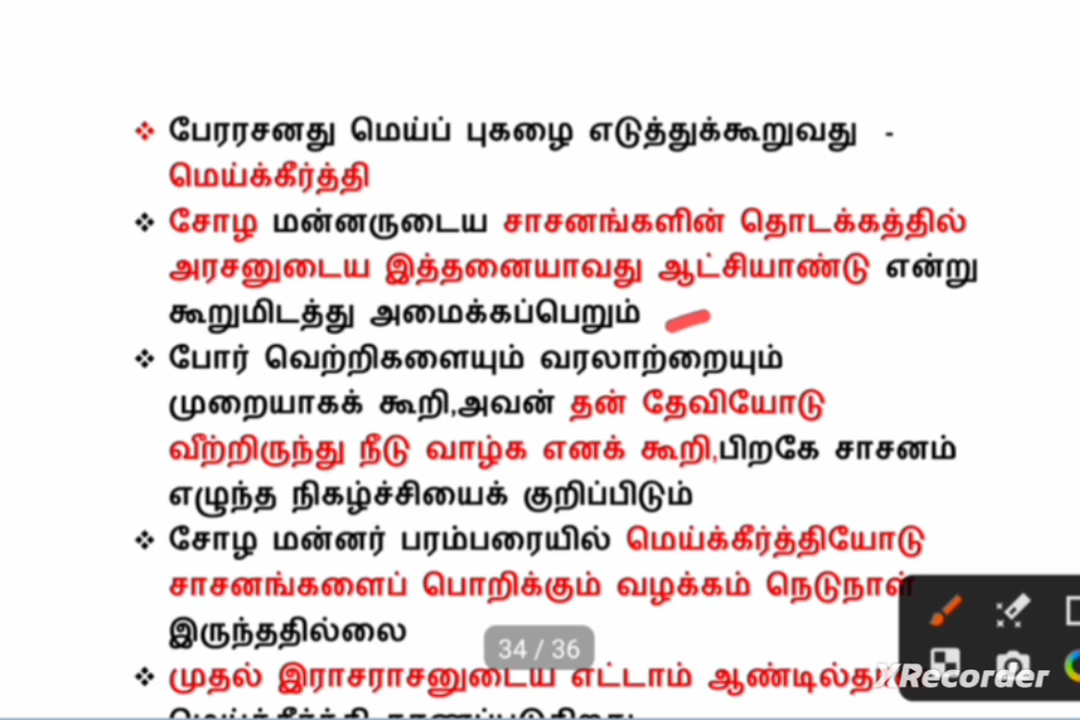 ❖ பேரரசனது மெய்ப் புகழை எடுத்துக்கூறுவது -
மெய்க்கீர்த்தி
❖ சோழ மன்னருடைய சாசனங்களின் தொடக்கத்தில்
அரசனுடைய இத்தனையாவது ஆட்சியாண்டு என்று
கூறுமிடத்து அமைக்கப்பெறும்
❖ போர் வெற்றிகளையும் வரலாற்றையும்
முறையாகக் கூறி,அவன் தன் தேவியோடு
வீற்றிருந்து நீடு வாழ்க எனக் கூறி,பிறகே சாசனம்
எழுந்த நிகழ்ச்சியைக் குறிப்பிடும்
❖ சோழ மன்னர் பரம்பரையில் மெய்க்கீர்த்தியோடு
சாசனங்களைப் பொறிக்கும் வழக்கம் நெடுநாள்
இருந்ததில்லை
34 / 36
❖ முதல் இராசராசனுடைய எட்டாம் ஆண்டில்
XRecorder